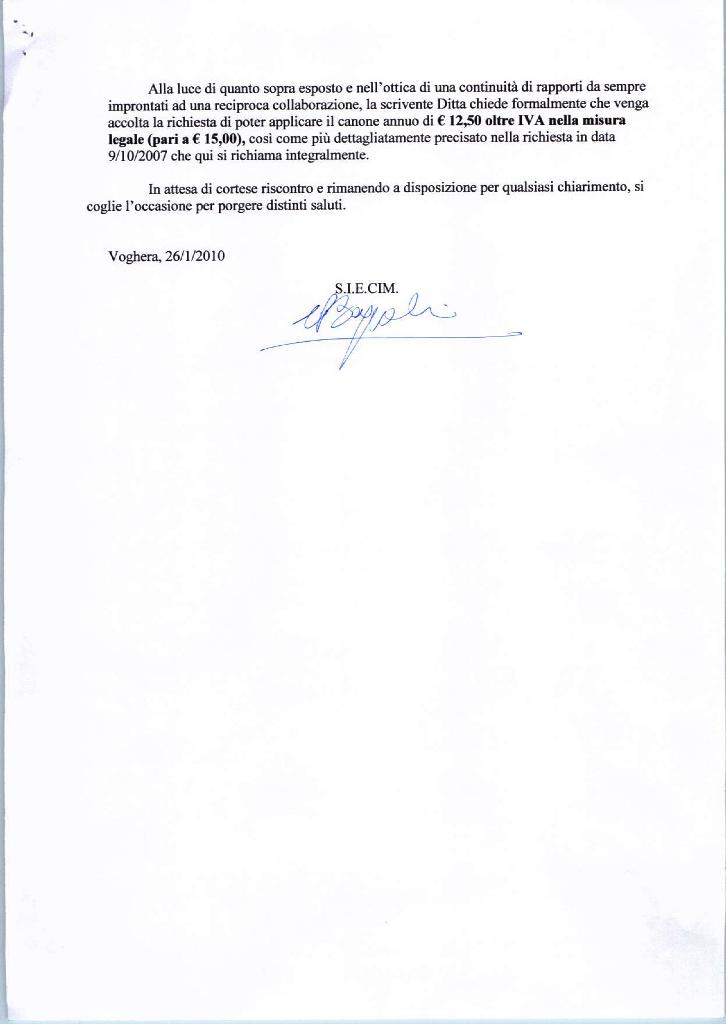 Alla luce di quanto sopra esposto e nell'ottica di una continuità di rapporti da sempre
improntati ad una reciproca collaborazione, la scrivente Ditta chiede formalmente che venga
accolta la richiesta di poter applicare il canone annuo di € 12,50 oltre IVA nella misura
legale (pari a € 15,00), così come più dettagliatamente precisato nella richiesta in data
9/10/2007 che qui si richiama integralmente.
In attesa di cortese riscontro e rimanendo a disposizione per qualsiasi chiarimento, si
coglie l'occasione per porgere distinti saluti.
Voghera, 26/1/2010
S.I.E.CIM.